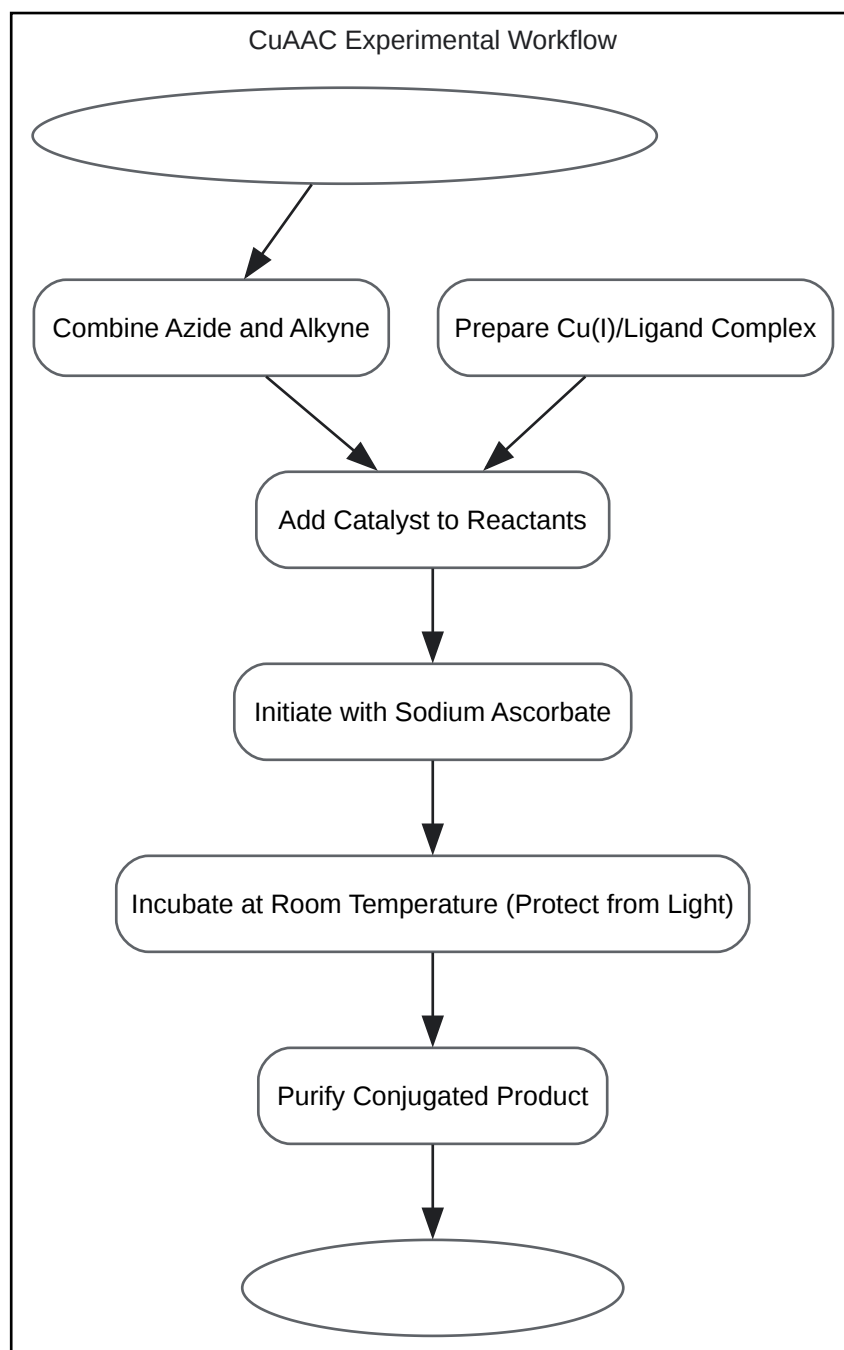 CuAAC Experimental Workflow
Combine Azide and Alkyne
Prepare Cu(I)/Ligand Complex
Add Catalyst to Reactants
Initiate with Sodium Ascorbate
Incubate at Room Temperature (Protect from Light)
Purify Conjugated Product